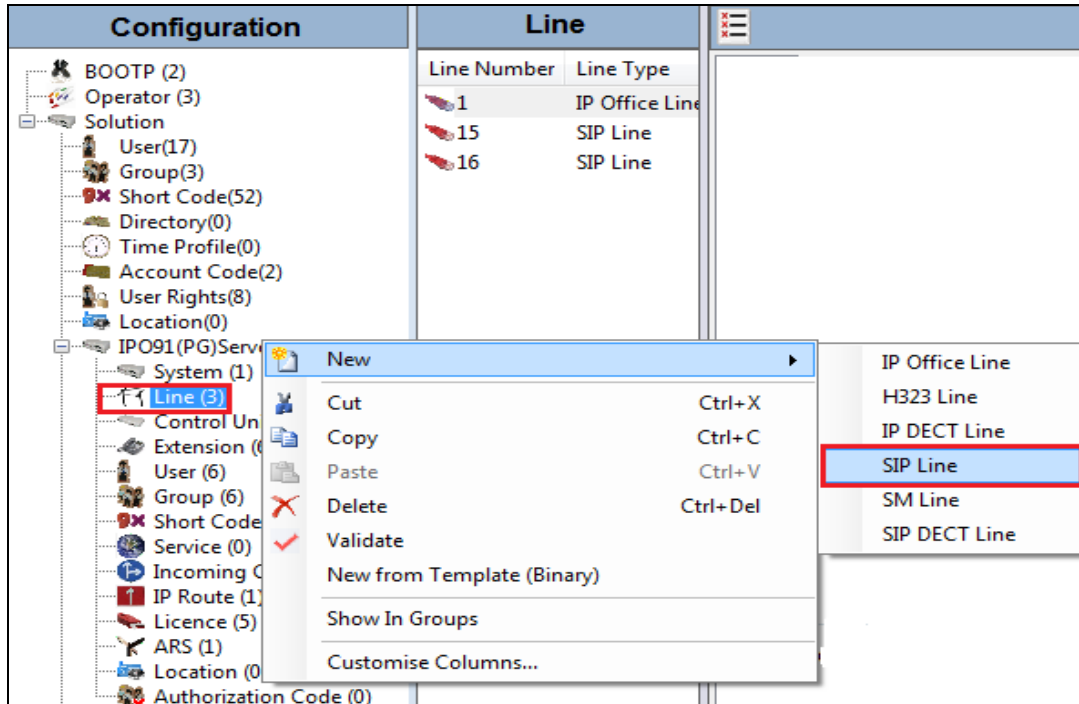 Configuration
BOOTP (2)
Operator (3)
Solution
User(17)
Group(3)
Short Code(52)
Directory(0)
Time Profile(0)
Account Code(2)
User Rights(8)
Location(0)
IPO91(PG)Serv
System (1)
Line (3)
Control Un
Extension (
User (6)
Group (6)
Short Code
Service (0)
Incoming C
IP Route (1)
Licence (5)
ARS (1)
Location (0
Authorization Code (0)
Line
Line Number Line Type
1 IP Office Line
15 SIP Line
16 SIP Line
New
Cut Ctrl+X
Copy Ctrl+C
Paste Ctrl+V
Delete Ctrl+Del
Validate
New from Template (Binary)
Show In Groups
Customise Columns...
IP Office Line
H323 Line
IP DECT Line
SIP Line
SM Line
SIP DECT Line